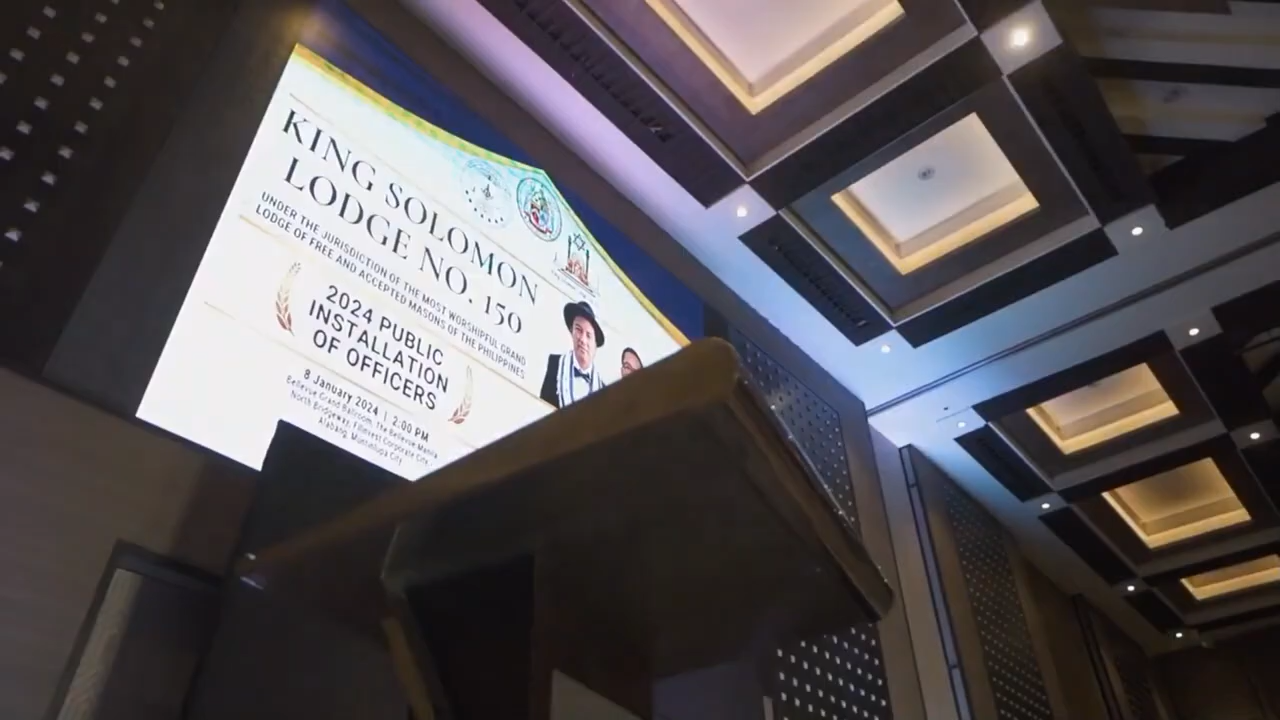 KING SOLOMON
LODGE NO. 150
UNDER THE JURISDICTION OF THE MOST WORSHIPFUL GRAND
LODGE OF FREE AND ACCEPTED MASONS OF THE PHILIPPINES
2024 PUBLIC
INSTALLATION
OF OFFICERS
8 January 2024 | 2:00 PM
Bellevue Grand Ballroom, The Bellevue Manila
North Bridgeway, Filinvest Corporate City,
Alabang, Muntinlupa City